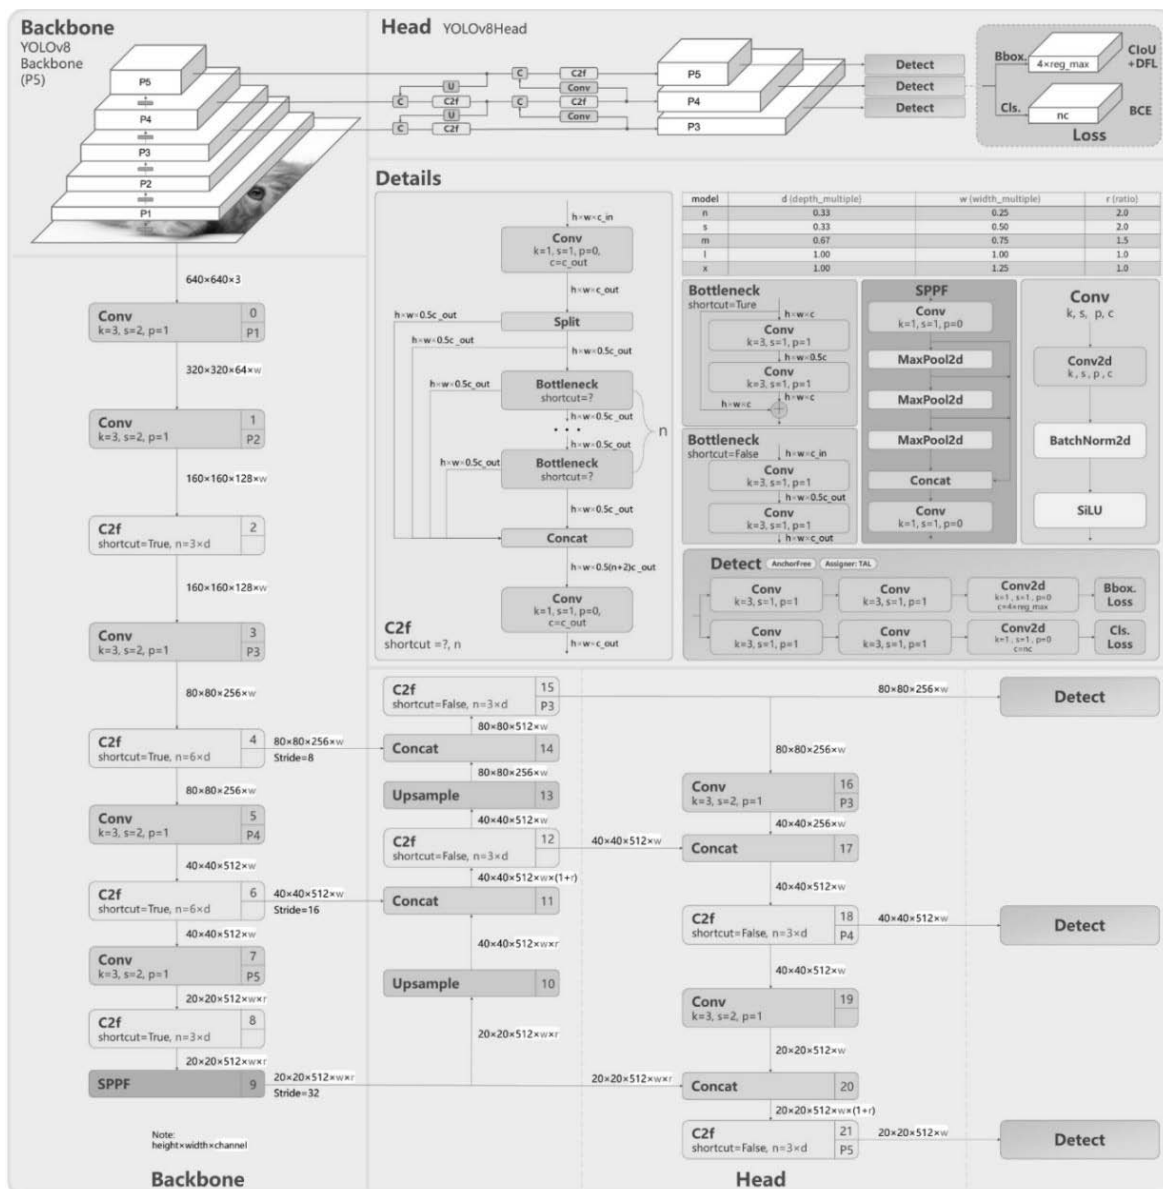 Backbone
YOLOv8
Backbone
(P5)
P5
P4
P3
P2
P1
Head YOLOv8Head
C
C2f
U
Conv
C
C2f
C
C2f
U
Conv
C
C2f
P5
P4
P3
Detect
Detect
Detect
Bbox.
4×reg_max
CIoU
+DFL
Cls.
nc
BCE
Loss
Details
h×w×c_in
Conv
k=1, s=1, p=0,
c=c_out
h×w×c_out
Split
h×w×0.5c_out
h×w×0.5c_out
h×w×0.5c_out
Bottleneck
shortcut=?
h×w×0.5c_out
• • •
n
h×w×0.5c_out
h×w×0.5c_out
Bottleneck
shortcut=?
h×w×0.5c_out
Concat
h×w×0.5(n+2)c_out
Conv
k=1, s=1, p=0,
c=c_out
h×w×c_out
C2f
shortcut =?, n
model d (depth_multiple) w (width_multiple) r (ratio)
n 0.33 0.25 2.0
s 0.33 0.50 2.0
m 0.67 0.75 1.5
l 1.00 1.00 1.0
x 1.00 1.25 1.0
Bottleneck
shortcut=Ture
h×w×c
Conv
k=3, s=1, p=1
h×w×0.5c
Conv
k=3, s=1, p=1
h×w×c
h×w×c
Bottleneck
shortcut=False
h×w×c_in
Conv
k=3, s=1, p=1
h×w×0.5c_out
Conv
k=3, s=1, p=1
h×w×c_out
SPPF
Conv
k=1, s=1, p=0
MaxPool2d
MaxPool2d
MaxPool2d
Concat
Conv
k=1, s=1, p=0
Conv
k, s, p, c
Conv2d
k, s, p, c
BatchNorm2d
SiLU
Detect AnchorFree Assigner: TAL
Conv
k=3, s=1, p=1
Conv
k=3, s=1, p=1
Conv2d
k=1, s=1, p=0
c=4×reg_max
Bbox.
Loss
Conv
k=3, s=1, p=1
Conv
k=3, s=1, p=1
Conv2d
k=1, s=1, p=0
c=nc
Cls.
Loss
640×640×3
Conv
k=3, s=2, p=1
0
P1
320×320×64×w
Conv
k=3, s=2, p=1
1
P2
160×160×128×w
C2f
shortcut=True, n=3×d
2
160×160×128×w
Conv
k=3, s=2, p=1
3
P3
80×80×256×w
C2f
shortcut=True, n=6×d
4
80×80×256×w
Stride=8
80×80×256×w
Conv
k=3, s=2, p=1
5
P4
40×40×512×w
C2f
shortcut=True, n=6×d
6
40×40×512×w
Stride=16
40×40×512×w
Conv
k=3, s=2, p=1
7
P5
20×20×512×w×r
C2f
shortcut=True, n=3×d
8
20×20×512×w×r
SPPF
9
20×20×512×w×r
Stride=32
Note:
height×width×channel
Backbone
C2f
shortcut=False, n=3×d
15
P3
80×80×512×w
Concat
14
80×80×256×w
Upsample
13
40×40×512×w
C2f
shortcut=False, n=3×d
12
40×40×512×w
40×40×512×w×(1+r)
Concat
11
40×40×512×w×r
Upsample
10
20×20×512×w×r
80×80×256×w
Detect
80×80×256×w
Conv
k=3, s=2, p=1
16
P3
40×40×256×w
Concat
17
40×40×512×w
C2f
shortcut=False, n=3×d
18
P4
40×40×512×w
Detect
40×40×512×w
Conv
k=3, s=2, p=1
19
20×20×512×w
20×20×512×w×r
Concat
20
20×20×512×w×(1+r)
C2f
shortcut=False, n=3×d
21
P5
20×20×512×w
Detect
Head